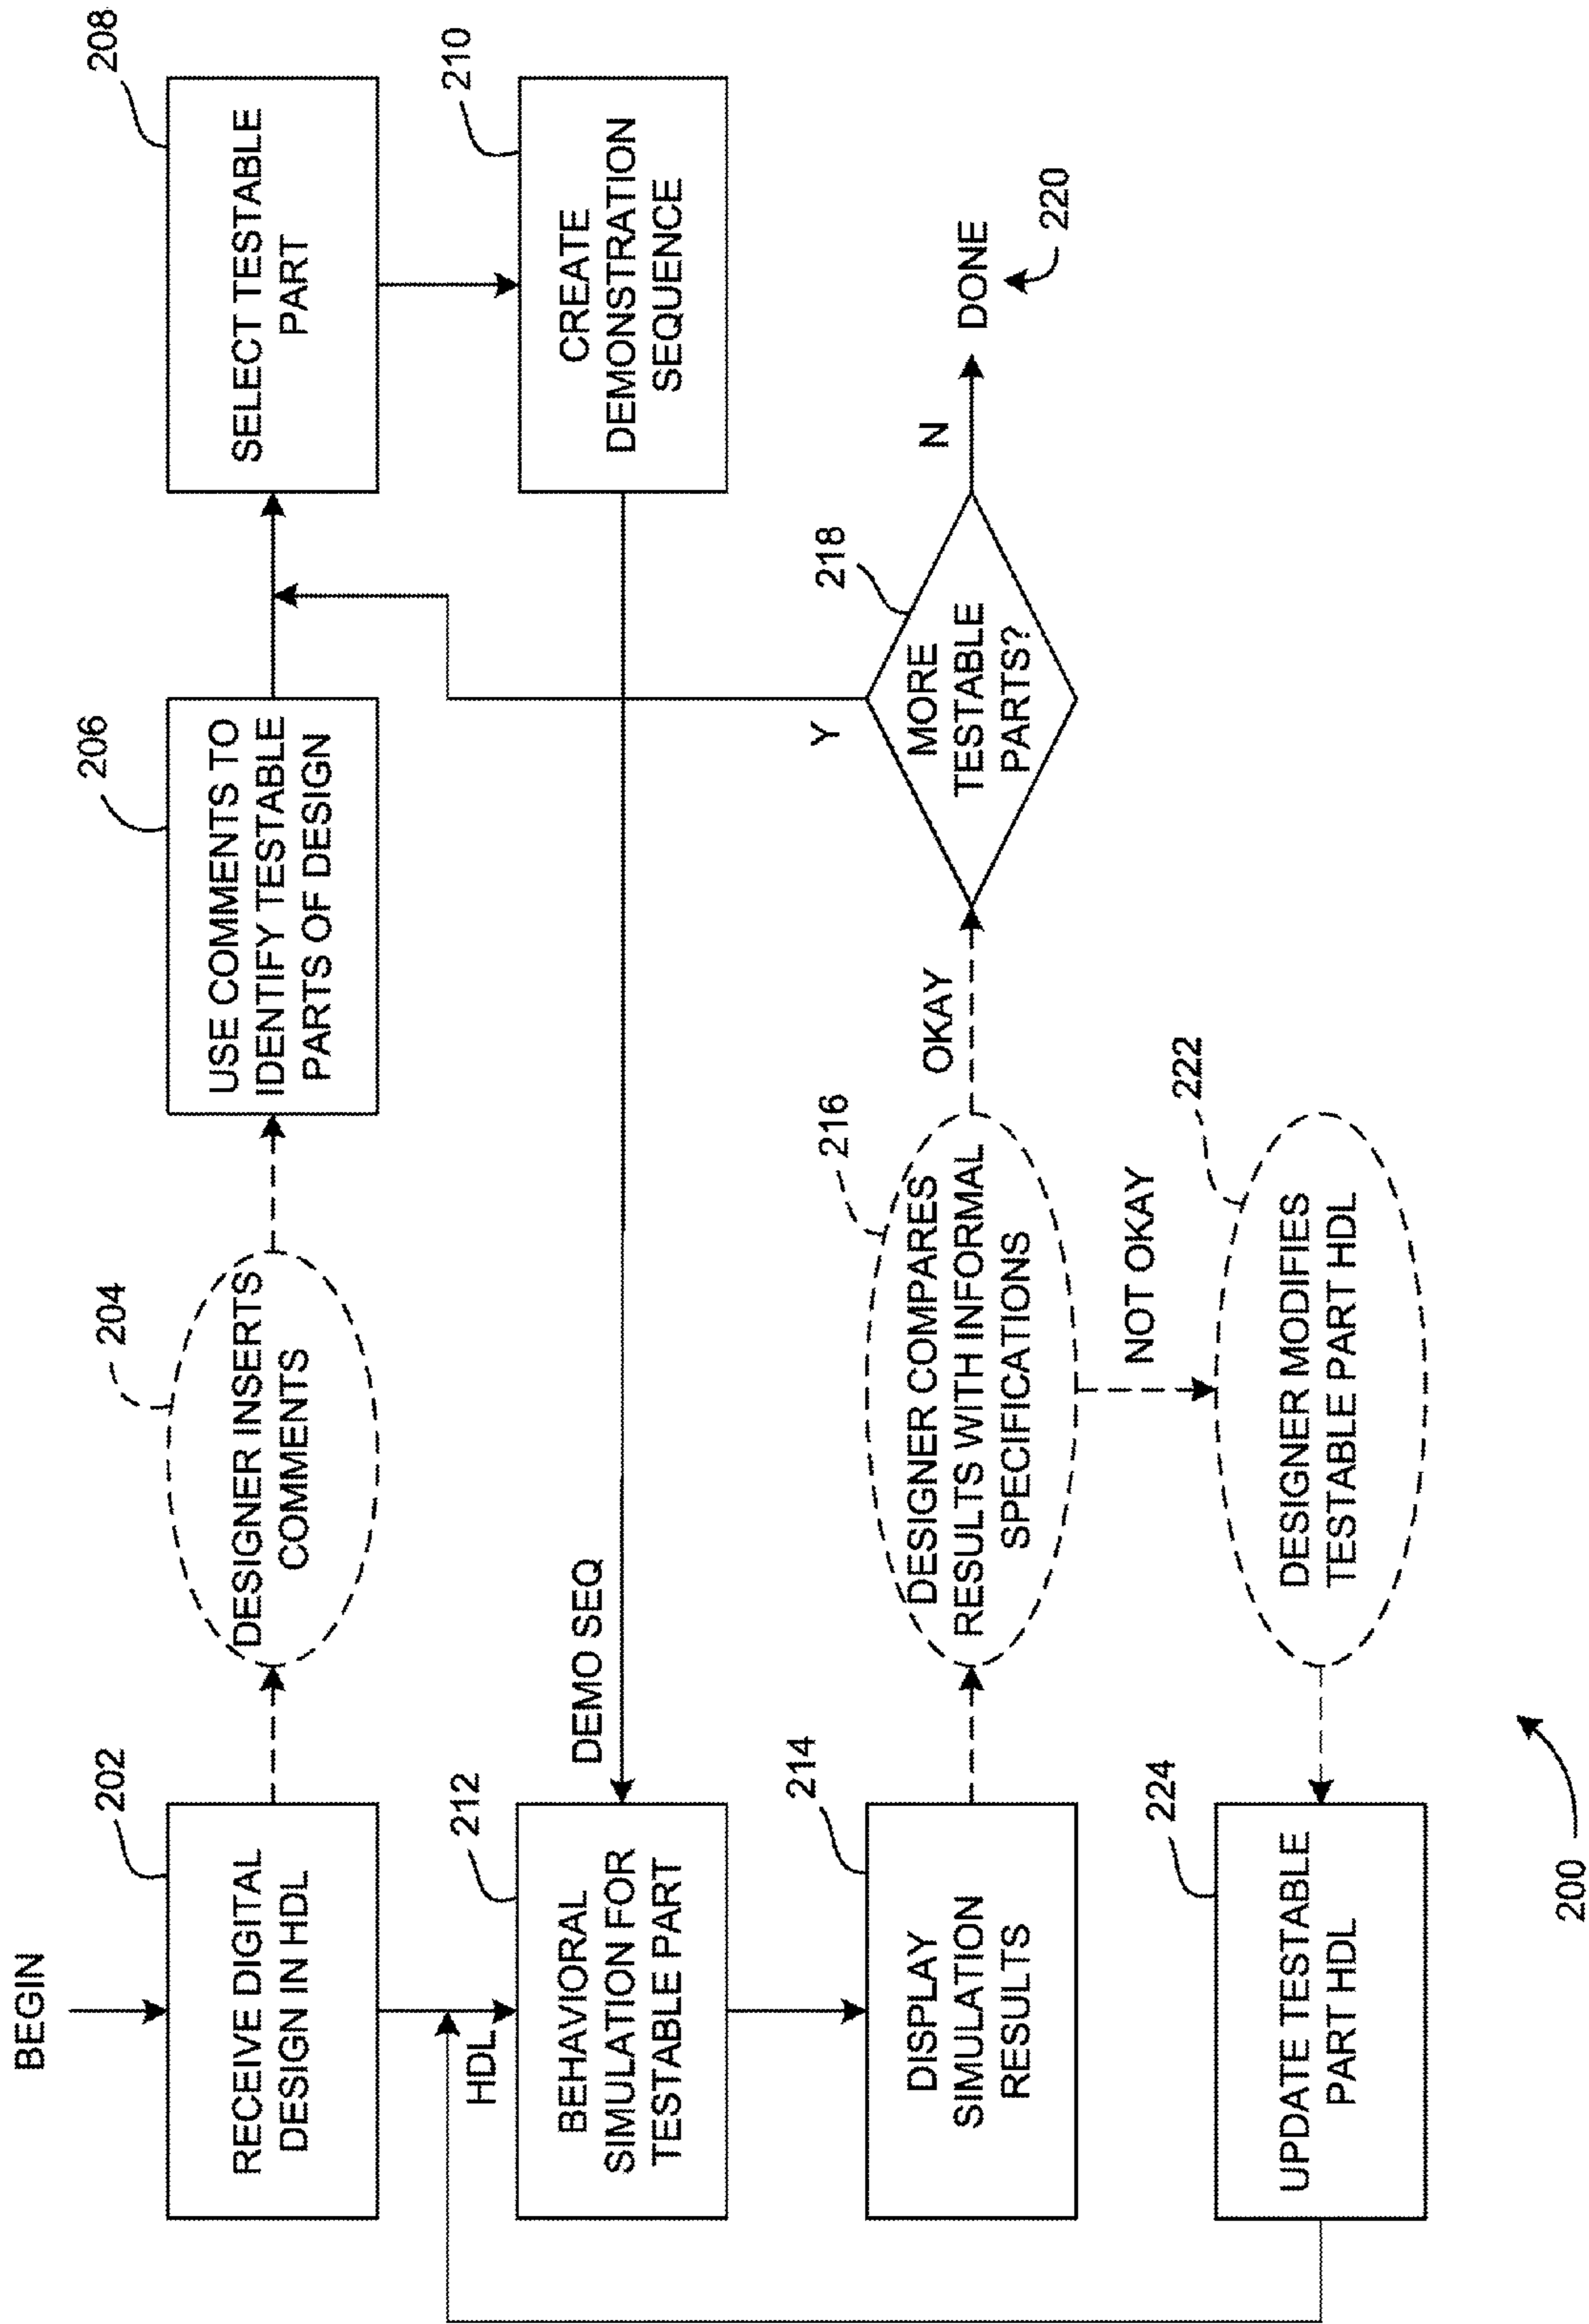 BEGIN
202
RECEIVE DIGITAL
DESIGN IN HDL
204
DESIGNER INSERTS
COMMENTS
206
USE COMMENTS TO
IDENTIFY TESTABLE
PARTS OF DESIGN
208
SELECT TESTABLE
PART
HDL
212
BEHAVIORAL
SIMULATION FOR
TESTABLE PART
DEMO SEQ
210
CREATE
DEMONSTRATION
SEQUENCE
214
DISPLAY
SIMULATION
RESULTS
216
DESIGNER COMPARES
RESULTS WITH INFORMAL
SPECIFICATIONS
OKAY
Y
218
MORE
TESTABLE
PARTS?
N
DONE
220
NOT OKAY
224
UPDATE TESTABLE
PART HDL
222
DESIGNER MODIFIES
TESTABLE PART HDL
200